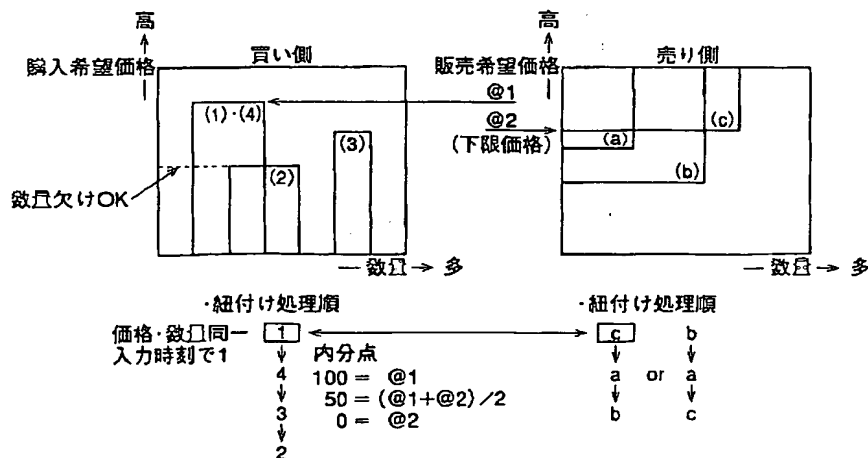 高
買い側
購入希望価格
(1)・(4)
(2)
(3)
数量欠けOK
―数量→ 多
@1
@2
(下限価格)
高
売り側
販売希望価格
(a)
(b)
(c)
―数量→ 多
・紐付け処理順
価格・数量同―
入力時刻で1
1
↓
4
↓
3
↓
2
内分点
100 = @1
50 = (@1+@2)/2
0 = @2
・紐付け処理順
c b
↓ ↓
a or a
↓ ↓
b c